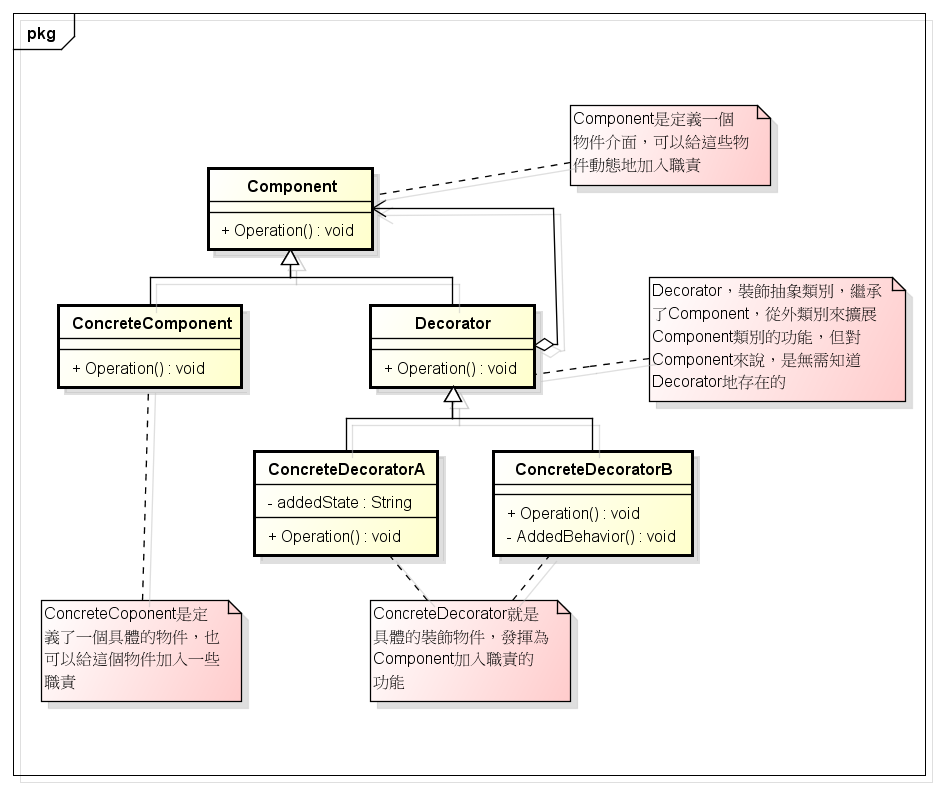 pkg
Component是定義一個
物件介面，可以給這些物
件動態地加入職責
Component
+ Operation() : void
Decorator，裝飾抽象類別，繼承
了Component，從外類別來擴展
Component類別的功能，但對
Component來說，是無需知道
Decorator地存在的
ConcreteComponent
+ Operation() : void
Decorator
+ Operation() : void
ConcreteDecoratorA
- addedState : String
+ Operation() : void
ConcreteDecoratorB
+ Operation() : void
- AddedBehavior() : void
ConcreteCoponent是定
義了一個具體的物件，也
可以給這個物件加入一些
職責
ConcreteDecorator就是
具體的裝飾物件，發揮為
Component加入職責的
功能